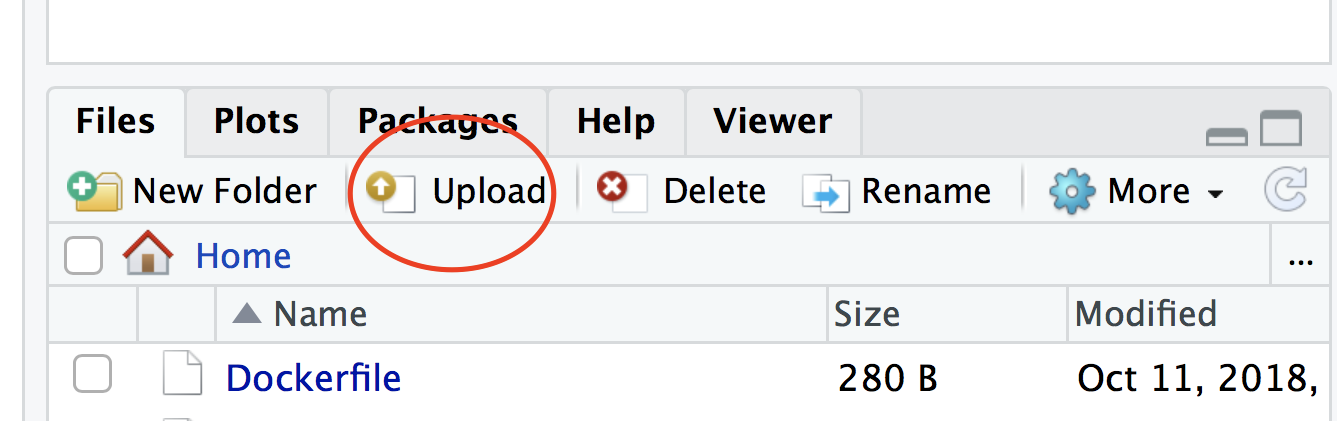 Files Plots Packages Help Viewer
New Folder Upload Delete Rename More
Home ...
Name Size Modified
Dockerfile 280 B Oct 11, 2018,